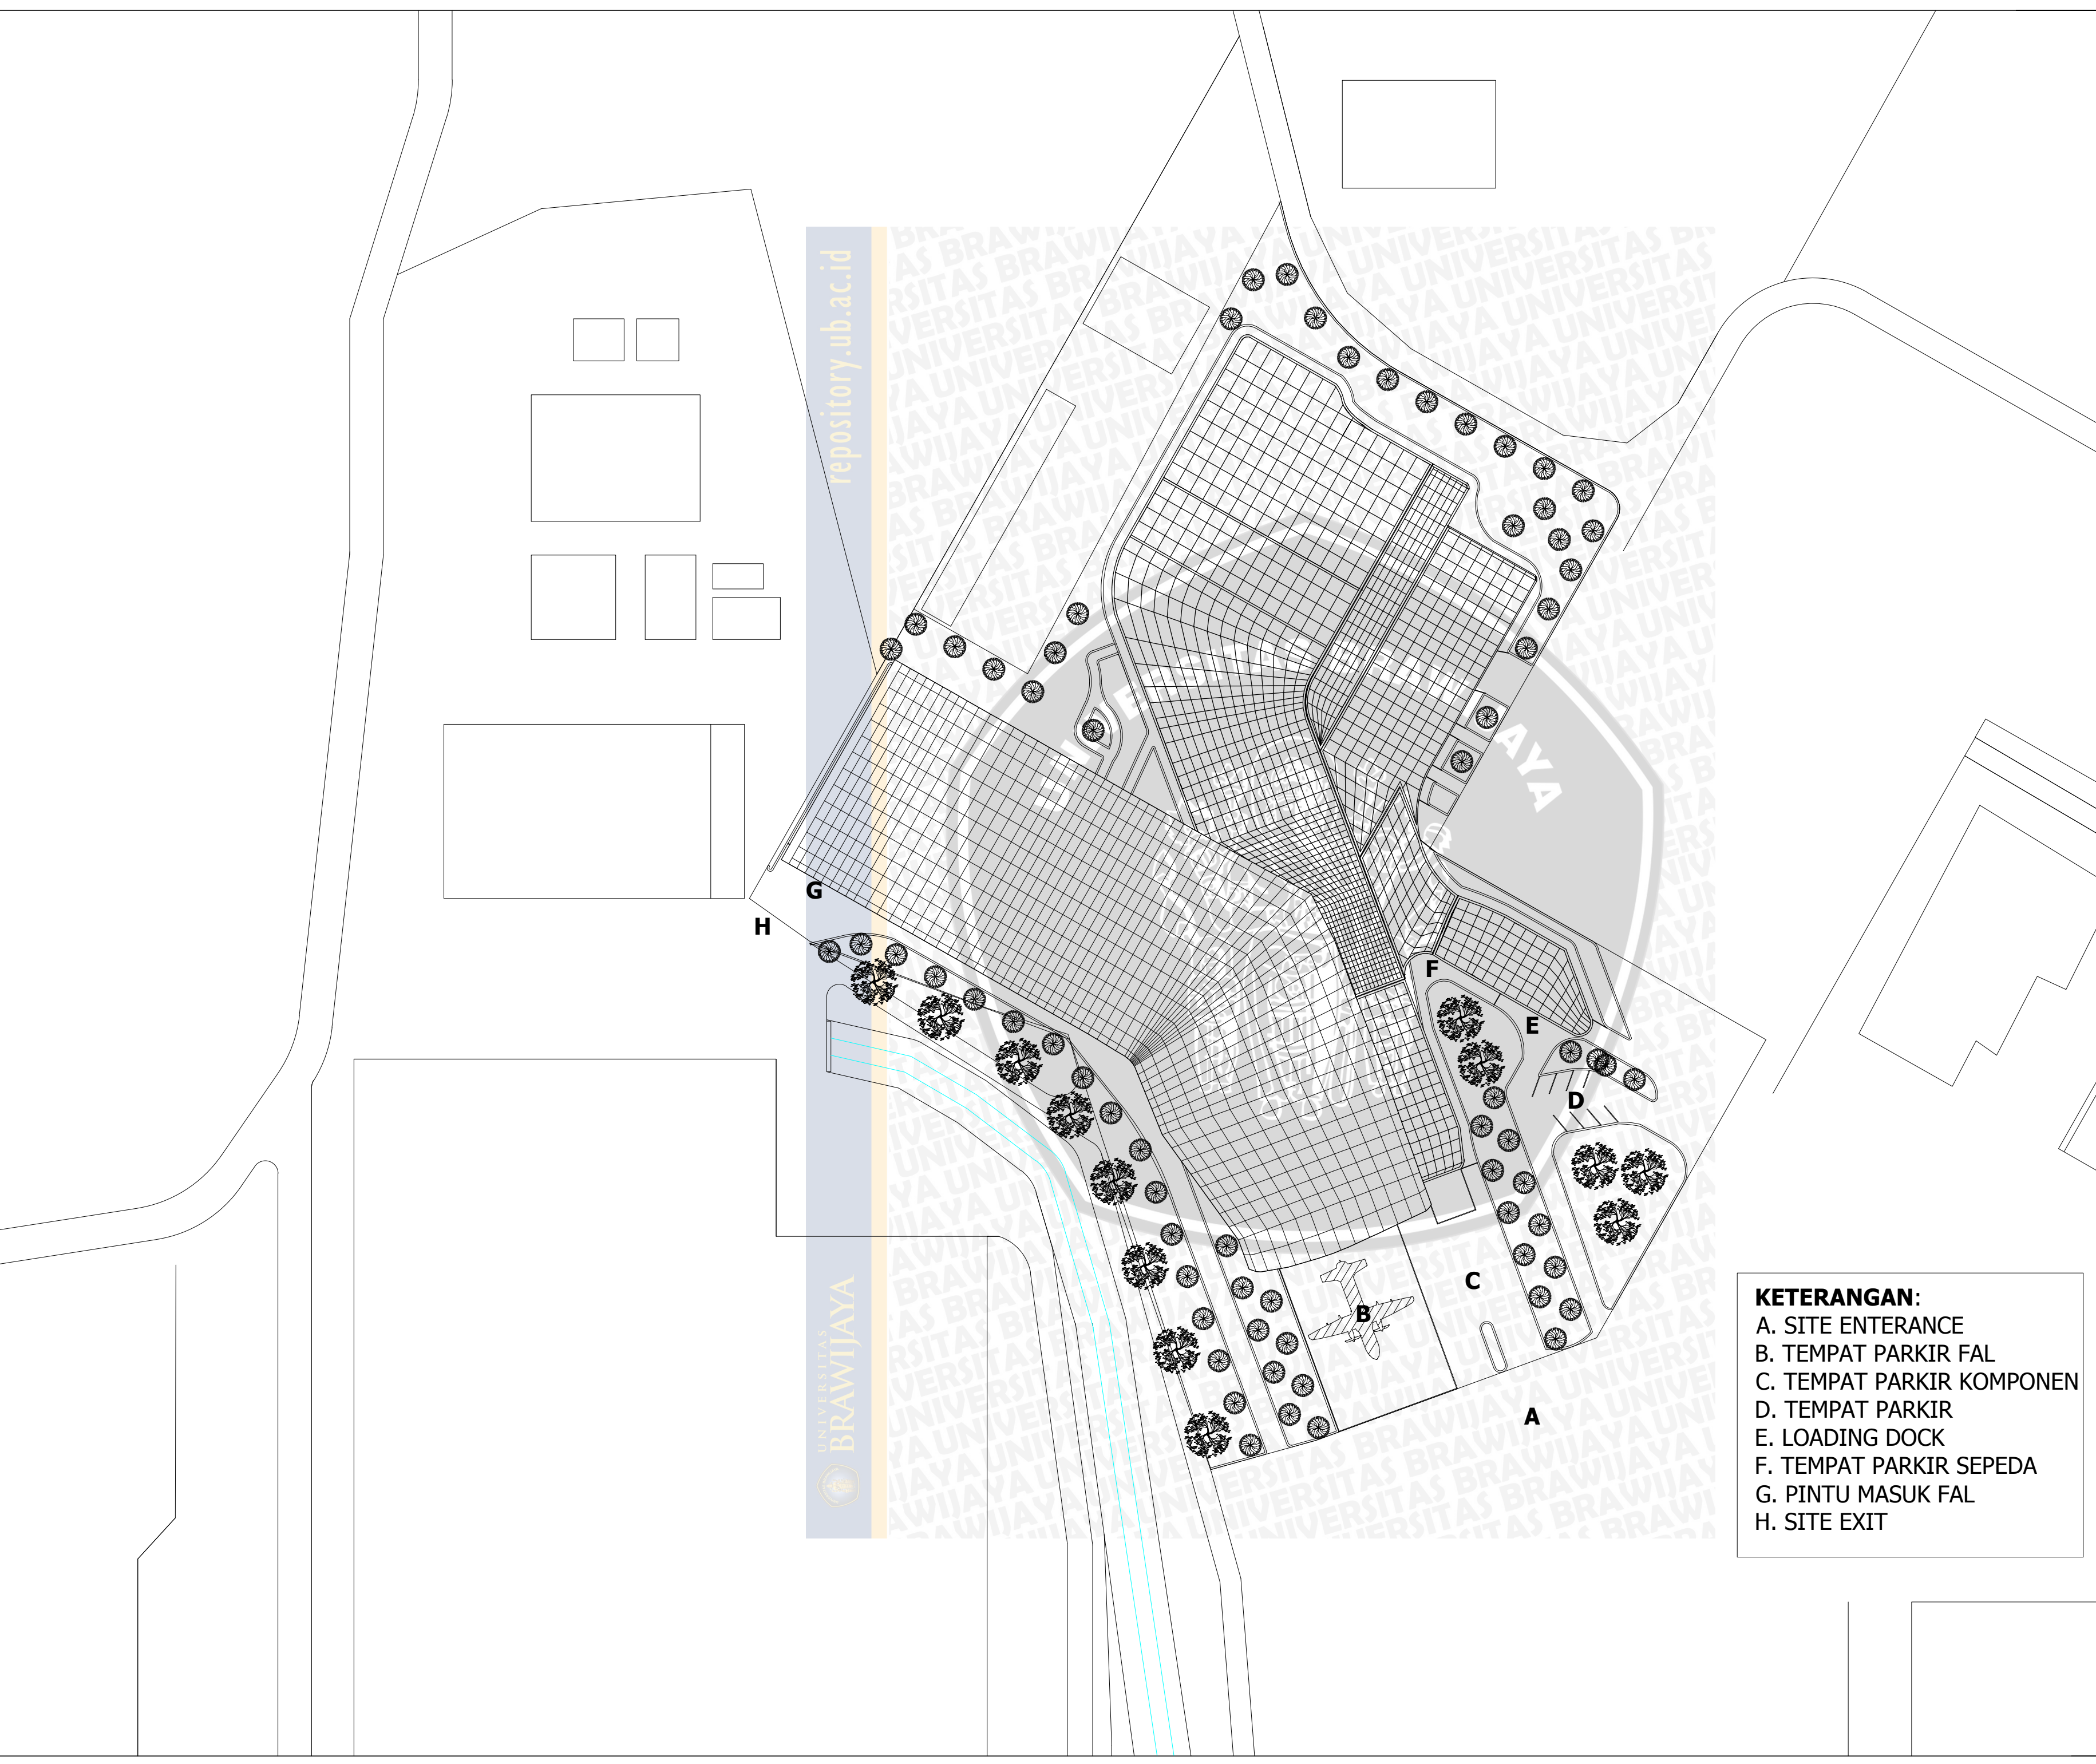 repository.ub.ac.id
G
H
F
E
D
C
B
A
UNIVERSITAS
BRAWIJAYA
KETERANGAN:
A. SITE ENTERANCE
B. TEMPAT PARKIR FAL
C. TEMPAT PARKIR KOMPONEN
D. TEMPAT PARKIR
E. LOADING DOCK
F. TEMPAT PARKIR SEPEDA
G. PINTU MASUK FAL
H. SITE EXIT